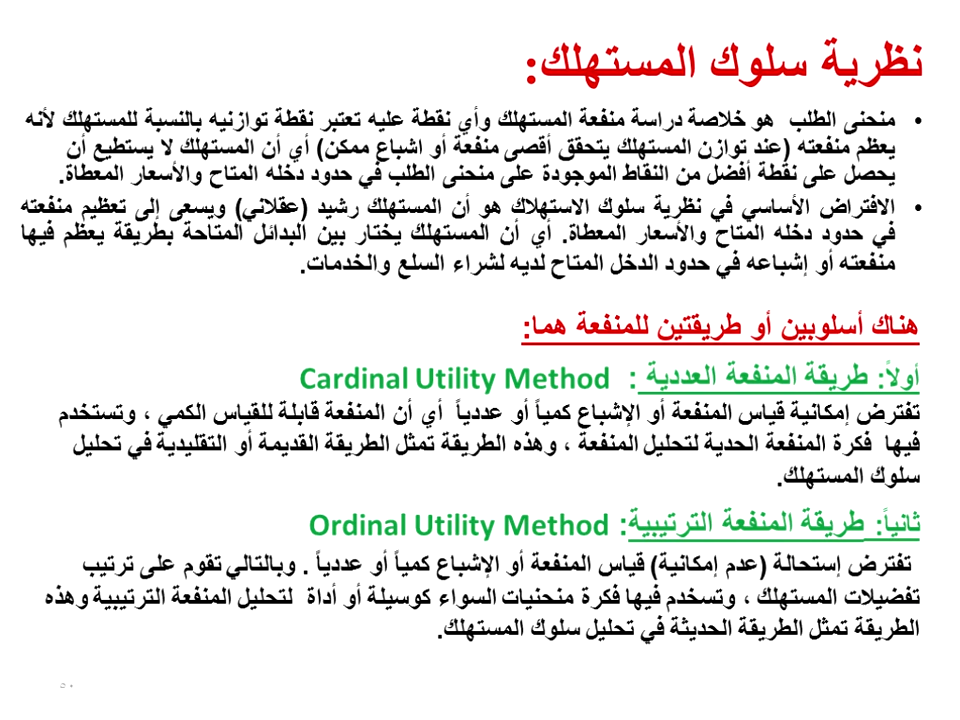 نظرية سلوك المستهلك:
• منحنى الطلب هو خلاصة دراسة منفعة المستهلك وأي نقطة عليه تعتبر نقطة توازنيه بالنسبة للمستهلك لأنه
يعظم منفعته (عند توازن المستهلك يتحقق أقصى منفعة أو اشباع ممكن) أي أن المستهلك لا يستطيع أن
يحصل على نقطة أفضل من النقاط الموجودة على منحنى الطلب في حدود دخله المتاح والأسعار المعطاة.
• الافتراض الأساسي في نظرية سلوك الاستهلاك هو أن المستهلك رشيد (عقلاني) ويسعى إلى تعظيم منفعته
في حدود دخله المتاح والأسعار المعطاة. أي أن المستهلك يختار بين البدائل المتاحة بطريقة يعظم فيها
منفعته أو إشباعه في حدود الدخل المتاح لديه لشراء السلع والخدمات.
هناك أسلوبين أو طريقتين للمنفعة هما:
أولاً: طريقة المنفعة العددية : Cardinal Utility Method
تفترض إمكانية قياس المنفعة أو الإشباع كمياً أو عددياً أي أن المنفعة قابلة للقياس الكمي ، وتستخدم
فيها فكرة المنفعة الحدية لتحليل المنفعة ، وهذه الطريقة تمثل الطريقة القديمة أو التقليدية في تحليل
سلوك المستهلك.
ثانياً: طريقة المنفعة الترتيبية: Ordinal Utility Method
تفترض إستحالة (عدم إمكانية) قياس المنفعة أو الإشباع كمياً أو عددياً . وبالتالي تقوم على ترتيب
تفضيلات المستهلك ، وتسخدم فيها فكرة منحنيات السواء كوسيلة أو أداة لتحليل المنفعة الترتيبية وهذه
الطريقة تمثل الطريقة الحديثة في تحليل سلوك المستهلك.